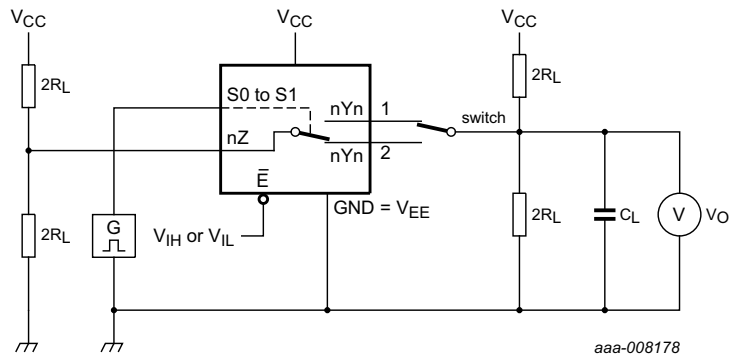 VCC
VCC
VCC
2RL
2RL
S0 to S1
nYn
1
switch
nZ
nYn
2
E̅
GND = VEE
2RL
G
VIH or VIL
2RL
CL
V
VO
aaa-008178